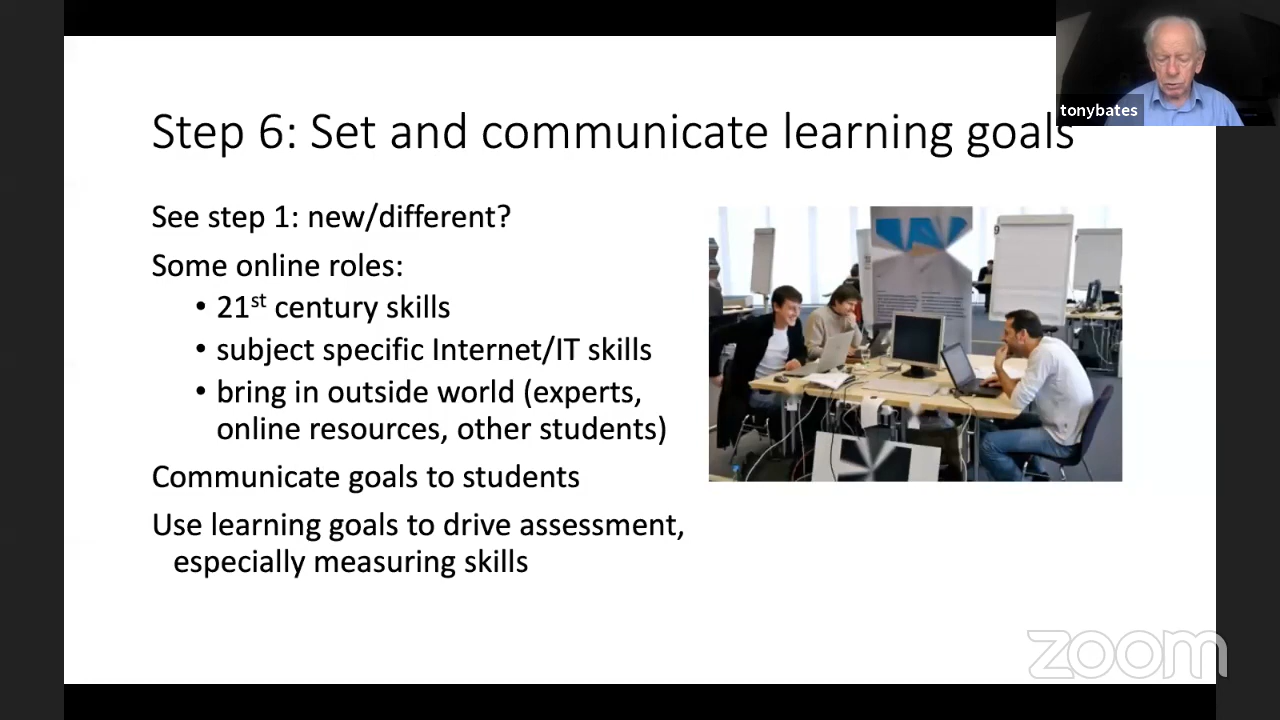 tonybates
Step 6: Set and communicate learning goals
See step 1: new/different?
Some online roles:
• 21st century skills
• subject specific Internet/IT skills
• bring in outside world (experts,
online resources, other students)
Communicate goals to students
Use learning goals to drive assessment,
especially measuring skills
9
zoom